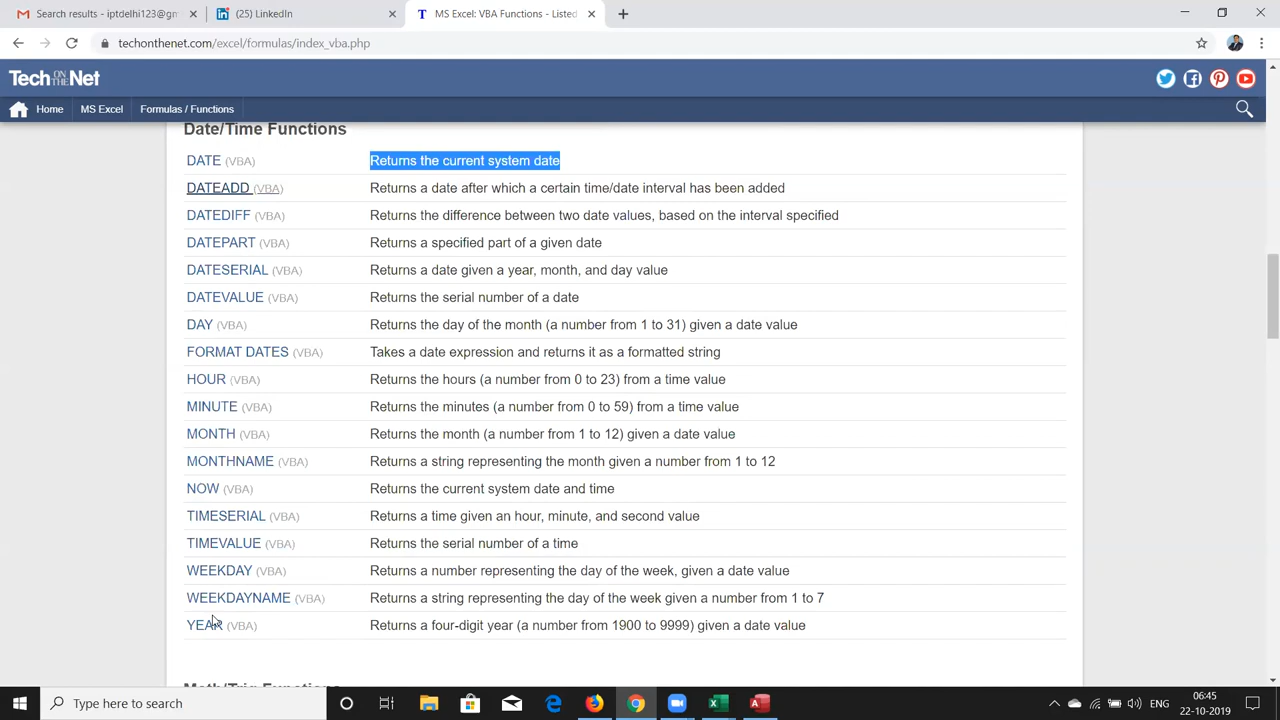 Search results - iptdelhi123@gm
(25) LinkedIn
MS Excel: VBA Functions - Listed
techonthenet.com/excel/formulas/index_vba.php
Tech ON THE Net
Home MS Excel Formulas / Functions
Date/Time Functions
DATE (VBA) Returns the current system date
DATEADD (VBA) Returns a date after which a certain time/date interval has been added
DATEDIFF (VBA) Returns the difference between two date values, based on the interval specified
DATEPART (VBA) Returns a specified part of a given date
DATESERIAL (VBA) Returns a date given a year, month, and day value
DATEVALUE (VBA) Returns the serial number of a date
DAY (VBA) Returns the day of the month (a number from 1 to 31) given a date value
FORMAT DATES (VBA) Takes a date expression and returns it as a formatted string
HOUR (VBA) Returns the hours (a number from 0 to 23) from a time value
MINUTE (VBA) Returns the minutes (a number from 0 to 59) from a time value
MONTH (VBA) Returns the month (a number from 1 to 12) given a date value
MONTHNAME (VBA) Returns a string representing the month given a number from 1 to 12
NOW (VBA) Returns the current system date and time
TIMESERIAL (VBA) Returns a time given an hour, minute, and second value
TIMEVALUE (VBA) Returns the serial number of a time
WEEKDAY (VBA) Returns a number representing the day of the week, given a date value
WEEKDAYNAME (VBA) Returns a string representing the day of the week given a number from 1 to 7
YEAR (VBA) Returns a four-digit year (a number from 1900 to 9999) given a date value
Math/Trig Functions
Type here to search
ENG
06:45
22-10-2019